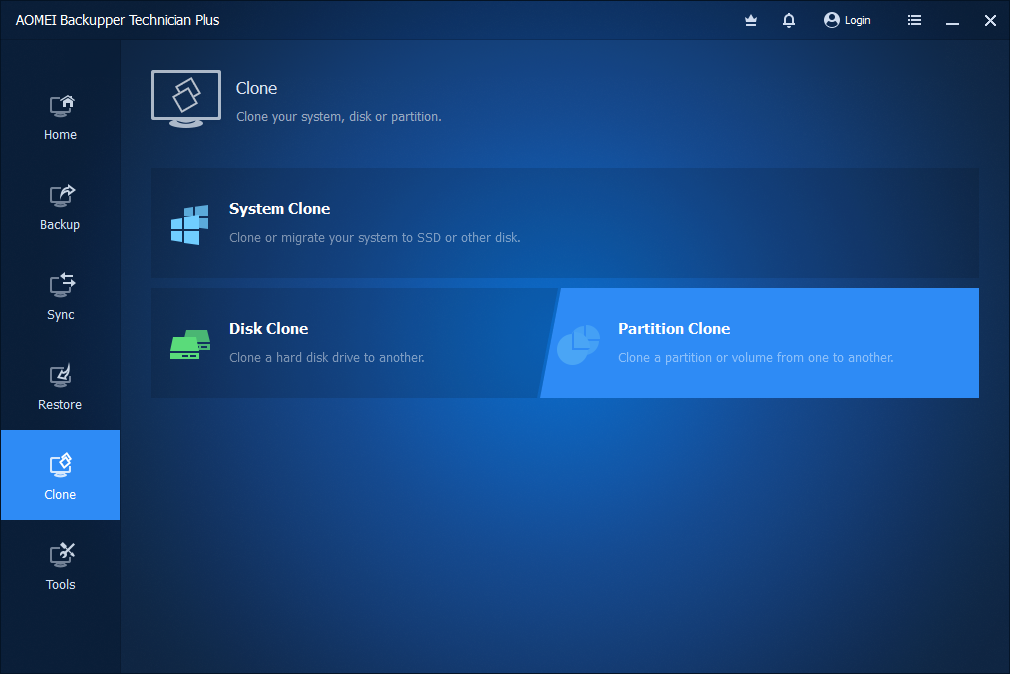 AOMEI Backupper Technician Plus
Login
Home
Backup
Sync
Restore
Clone
Tools
Clone
Clone your system, disk or partition.
System Clone
Clone or migrate your system to SSD or other disk.
Disk Clone
Clone a hard disk drive to another.
Partition Clone
Clone a partition or volume from one to another.